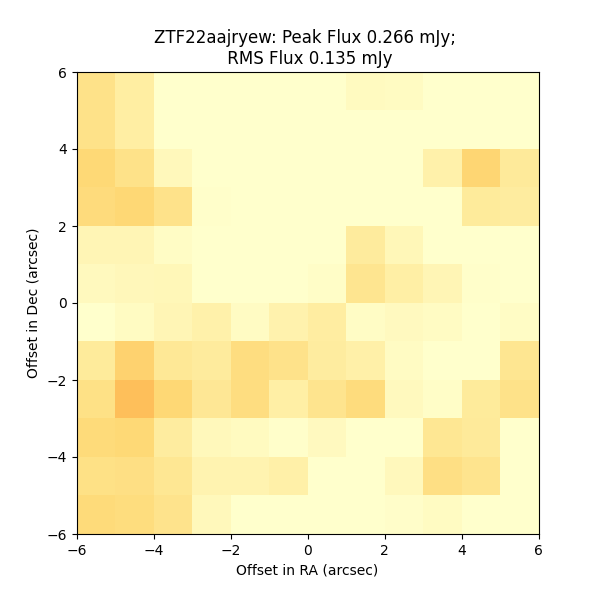 ZTF22aajryew: Peak Flux 0.266 mJy;
RMS Flux 0.135 mJy
6
4
2
0
−2
−4
−6
Offset in Dec (arcsec)
−6 −4 −2 0 2 4 6
Offset in RA (arcsec)